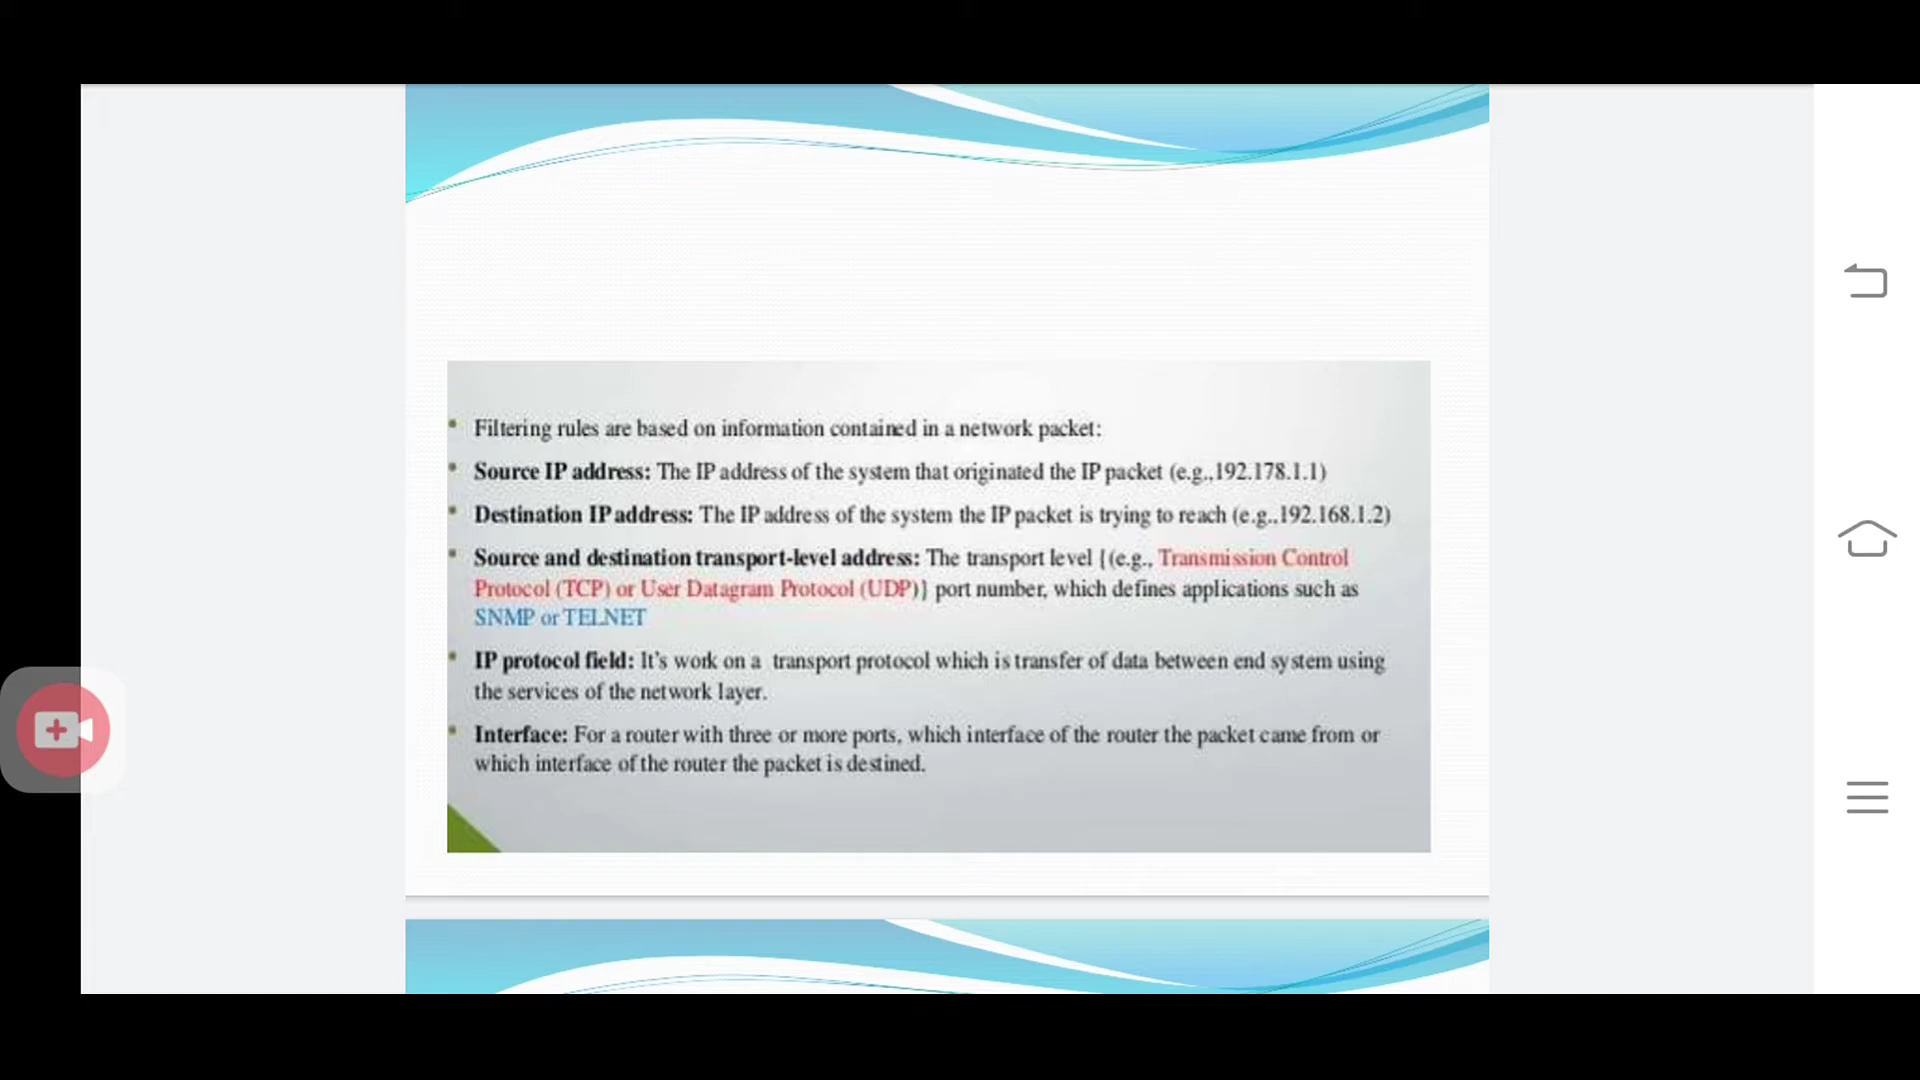 Filtering rules are based on information contained in a network packet:
Source IP address: The IP address of the system that originated the IP packet (e.g.,192.178.1.1)
Destination IP address: The IP address of the system the IP packet is trying to reach (e.g.,192.168.1.2)
Source and destination transport-level address: The transport level {(e.g., Transmission Control
Protocol (TCP) or User Datagram Protocol (UDP)} port number, which defines applications such as
SNMP or TELNET
IP protocol field: It's work on a transport protocol which is transfer of data between end system using
the services of the network layer.
Interface: For a router with three or more ports, which interface of the router the packet came from or
which interface of the router the packet is destined.